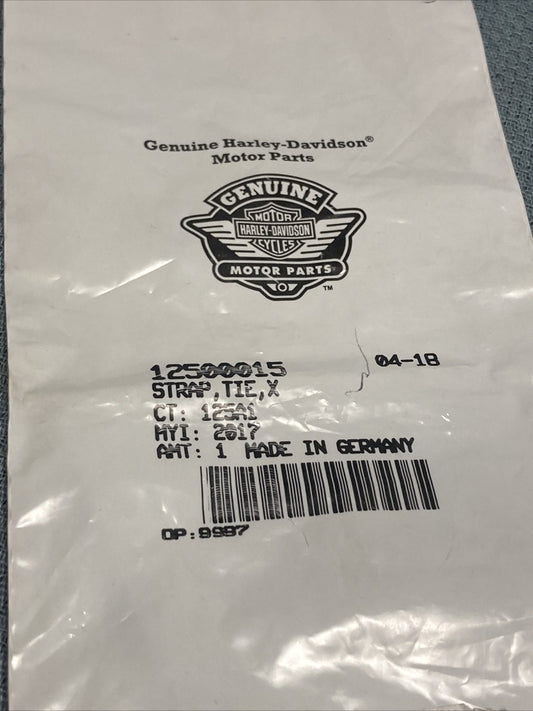 Genuine Harley-Davidson®
Motor Parts
GENUINE
MOTOR
HARLEY-DAVIDSON
CYCLES
MOTOR PARTS
TM
12500015 04-18
STRAP,TIE,X
CT: 125A1
MYI: 2017
AMT: 1 MADE IN GERMANY
OP:9987